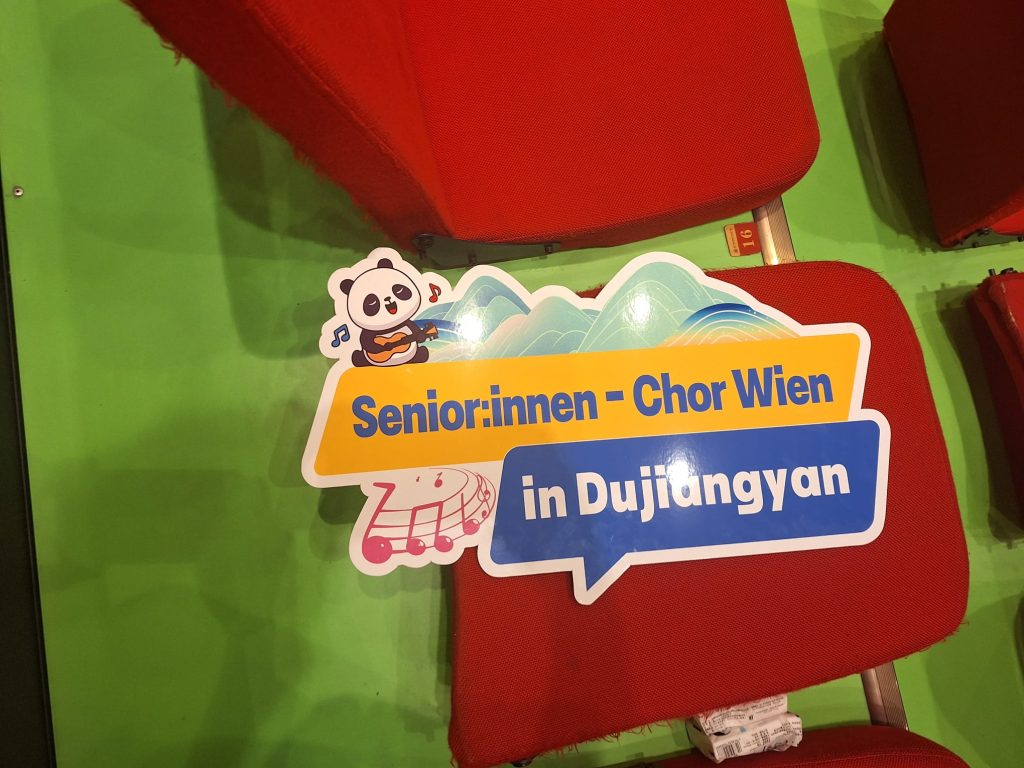 Senior:innen - Chor Wien
in Dujiangyan
16